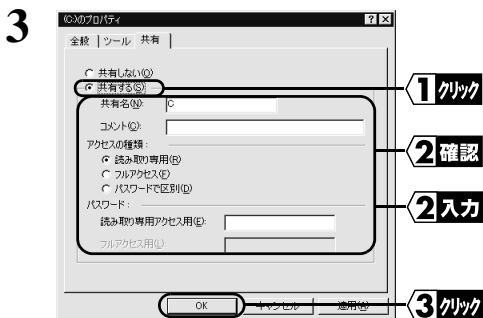 3
(C:)のプロパティ
全般 ツール 共有
共有しない(O)
共有する(S)
共有名(N): C
コメント(C):
アクセスの種類:
読み取り専用(R)
フルアクセス(F)
パスワードで区別(D)
パスワード:
読み取り専用アクセス用(E):
フルアクセス用(L):
OK キャンセル 適用(A)
1 クリック
2 確認
2 入力
3 クリック